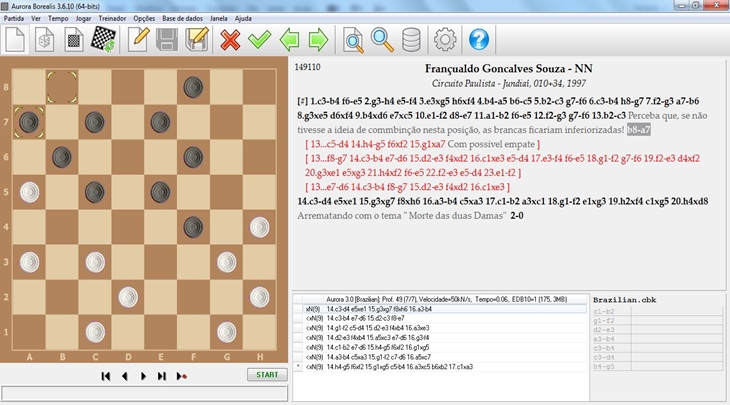 Aurora Borealis 3.6.10 (64-bits)
Partida Tempo Jogar Treinador Opções Base de dados Janela Ajuda
149110
Françualdo Goncalves Souza - NN
Circuito Paulista - Jundiaí, 010+34, 1997
[#] 1.c3-b4 f6-e5 2.g3-h4 e5-f4 3.e3xg5 h6xf4 4.b4-a5 b6-c5 5.b2-c3 g7-f6 6.c3-b4 h8-g7 7.f2-g3 a7-b6
8.g3xe5 d6xf4 9.b4xd6 e7xc5 10.e1-f2 d8-e7 11.a1-b2 f6-e5 12.f2-g3 g7-f6 13.b2-c3 Perceba que, se não
tivesse a ideia de commbinção nesta posição, as brancas ficariam inferiorizadas! b8-a7
[ 13...c5-d4 14.h4-g5 f6xf2 15.g1xa7 Com possivel empate ]
[ 13...f8-g7 14.c3-b4 e7-d6 15.d2-e3 f4xd2 16.c1xe3 e5-d4 17.e3-f4 f6-e5 18.g1-f2 g7-f6 19.f2-e3 d4xf2
20.g3xe1 e5xg3 21.h4xf2 f6-e5 22.f2-e3 e5-d4 23.e1-f2 ]
[ 13...e7-d6 14.c3-b4 f8-g7 15.d2-e3 f4xd2 16.c1xe3 ]
14.c3-d4 e5xe1 15.g3xg7 f8xh6 16.a3-b4 c5xa3 17.c1-b2 a3xc1 18.g1-f2 e1xg3 19.h2xf4 c1xg5 20.h4xd8
Arrematando com o tema " Morte das duas Damas" 2-0
8
7
6
5
4
3
2
1
A B C D E F G H
START
Aurora 3.0 [Brazilian]: Prof. 49 (7/7), Velocidade=50kN/s, Tempo=0.06, EDB10=1 (175, 3MB)
xN(9) 14.c3-d4 e5xe1 15.g3xg7 f8xh6 16.a3-b4
<xN(9) 14.c3-b4 e7-d6 15.d2-c3 f8-e7
<xN(9) 14.g1-f2 c5-d4 15.d2-e3 f4xb4 16.a3xe3
<xN(9) 14.d2-e3 f4xb4 15.a5xc3 e7-d6 16.g3-f4
<xN(9) 14.c1-b2 e7-d6 15.h4-g5 f6xf2 16.g1xg5
<xN(9) 14.a3-b4 c5xa3 15.g1-f2 c7-d6 16.a5xc7
* <xN(9) 14.h4-g5 f6xf2 15.g1xg5 c5-b4 16.a3xc5 b6xb2 17.c1xa3
Brazilian.cbk
c1-b2
g1-f2
d2-e3
a3-b4
c3-b4
c3-d4
h4-g5